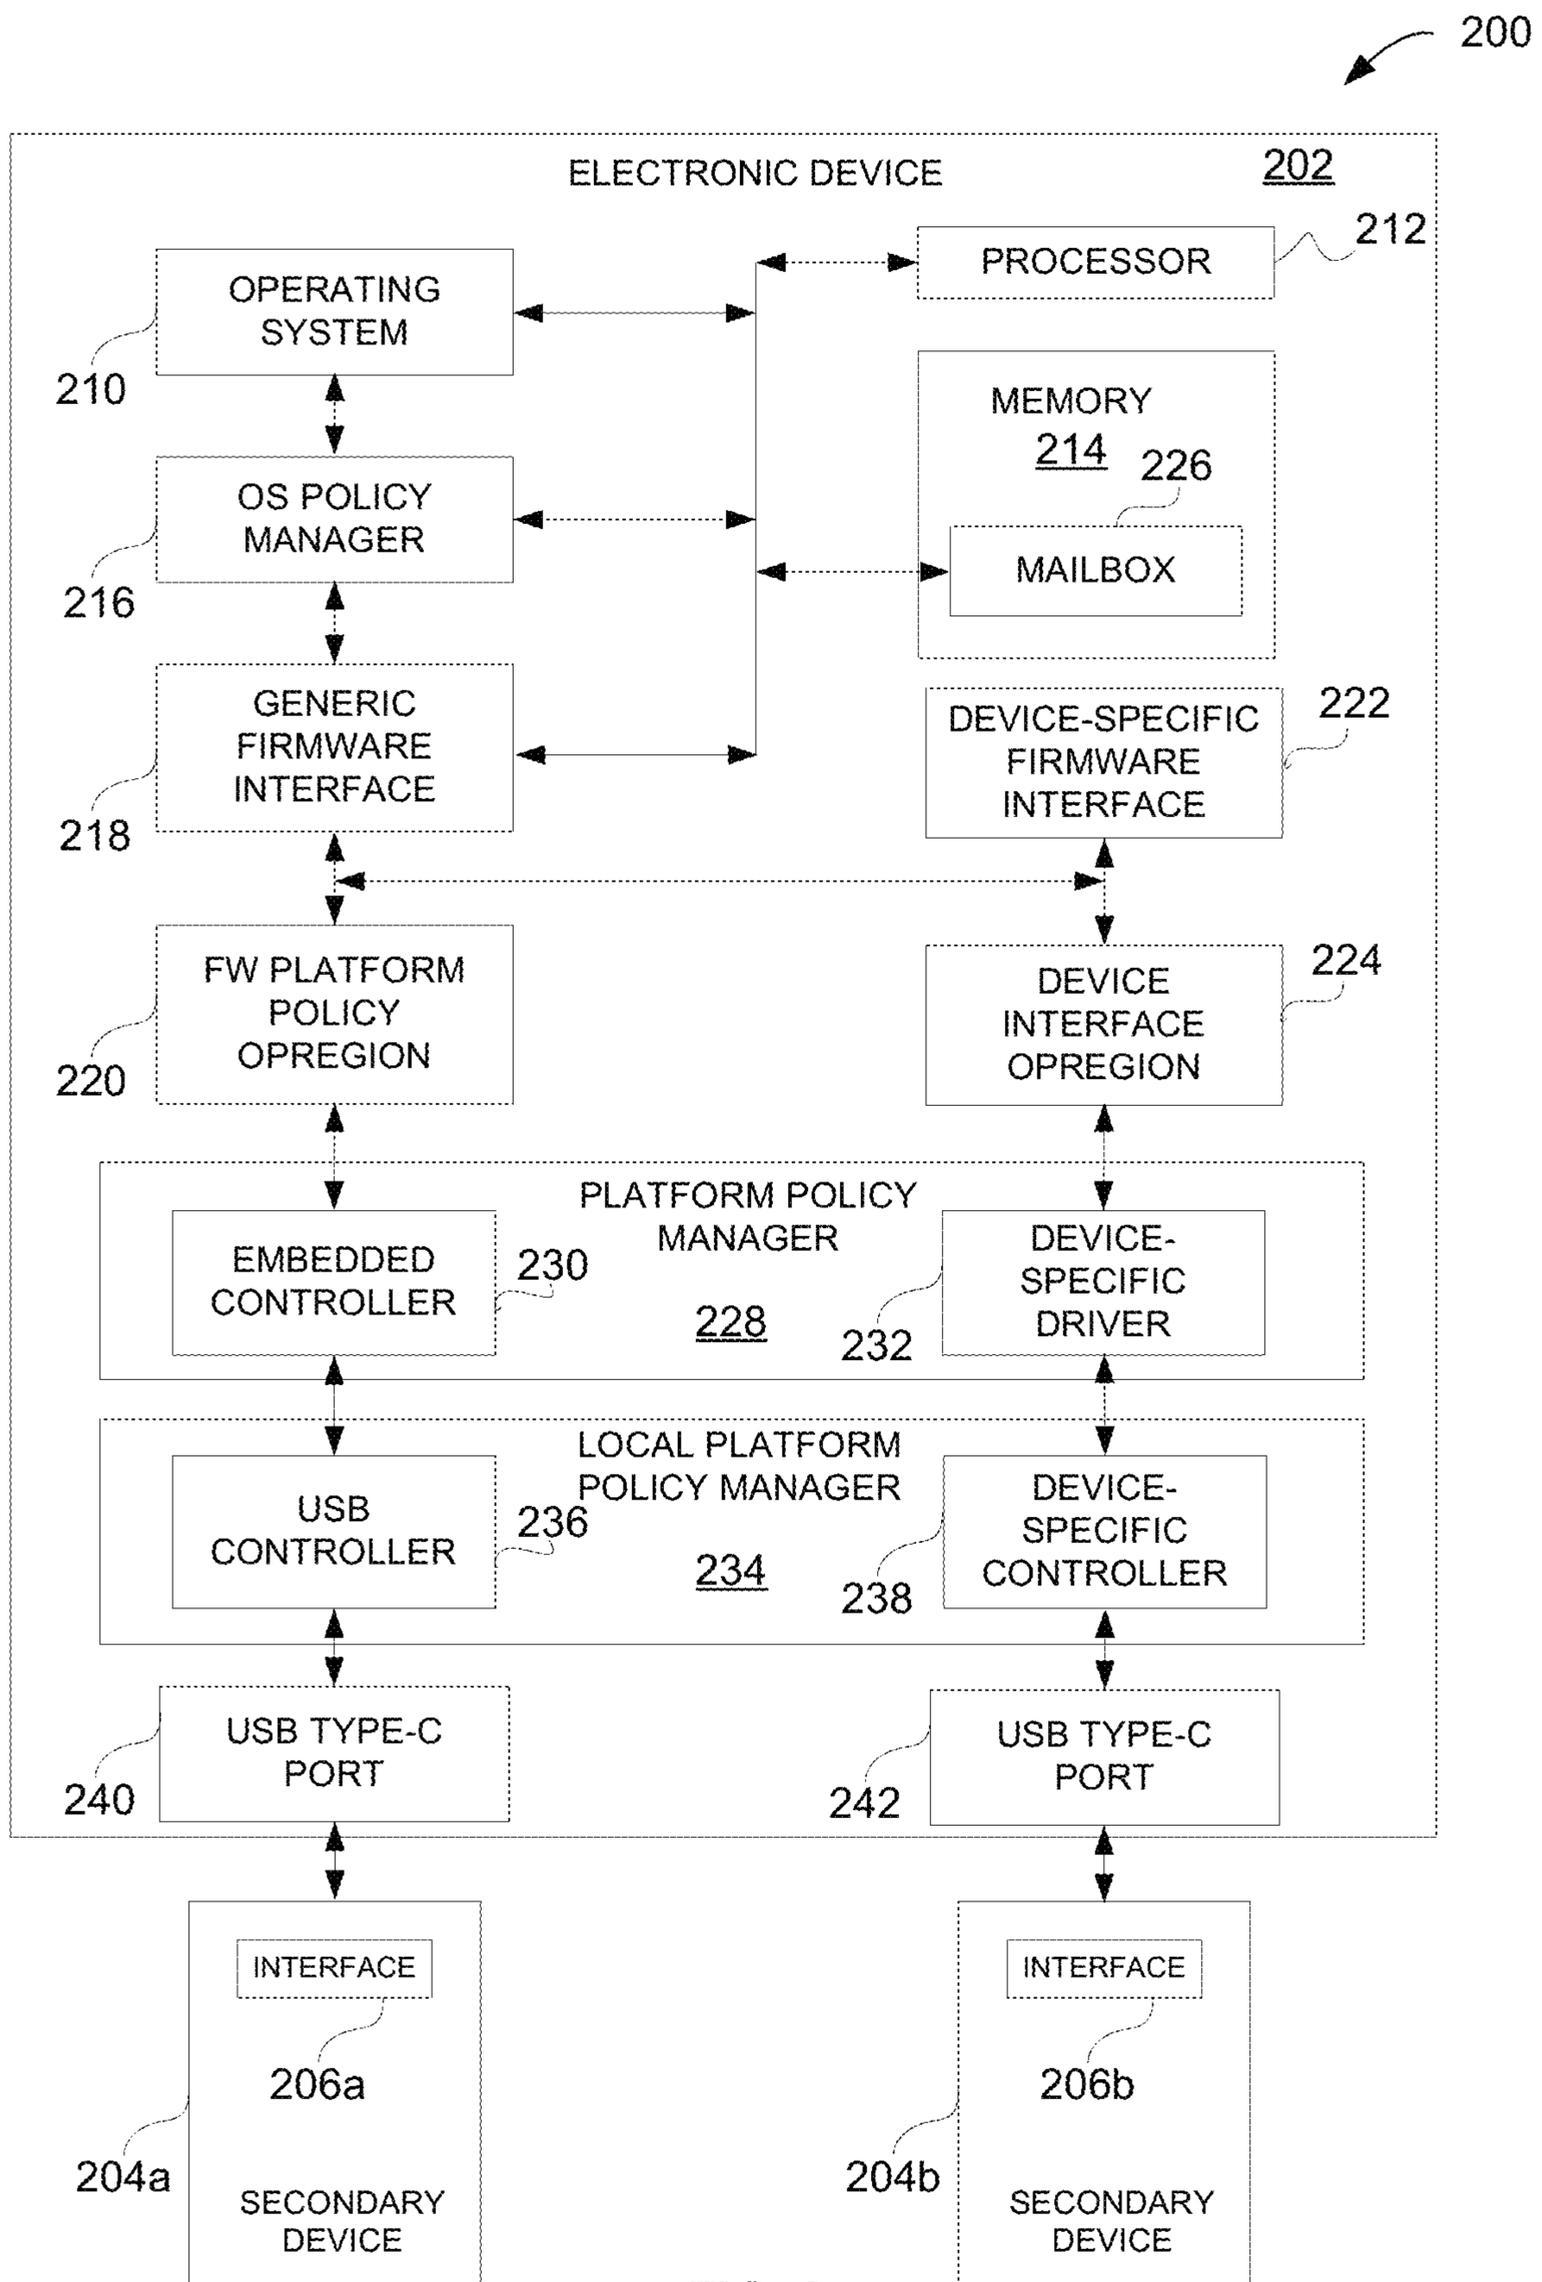 200
ELECTRONIC DEVICE
202
OPERATING
SYSTEM
210
PROCESSOR
212
MEMORY
214
226
MAILBOX
OS POLICY
MANAGER
216
GENERIC
FIRMWARE
INTERFACE
218
DEVICE-SPECIFIC
FIRMWARE
INTERFACE
222
FW PLATFORM
POLICY
OPREGION
220
DEVICE
INTERFACE
OPREGION
224
PLATFORM POLICY
MANAGER
228
EMBEDDED
CONTROLLER
230
DEVICE-
SPECIFIC
DRIVER
232
LOCAL PLATFORM
POLICY MANAGER
234
USB
CONTROLLER
236
DEVICE-
SPECIFIC
CONTROLLER
238
USB TYPE-C
PORT
240
USB TYPE-C
PORT
242
INTERFACE
206a
204a
SECONDARY
DEVICE
INTERFACE
206b
204b
SECONDARY
DEVICE